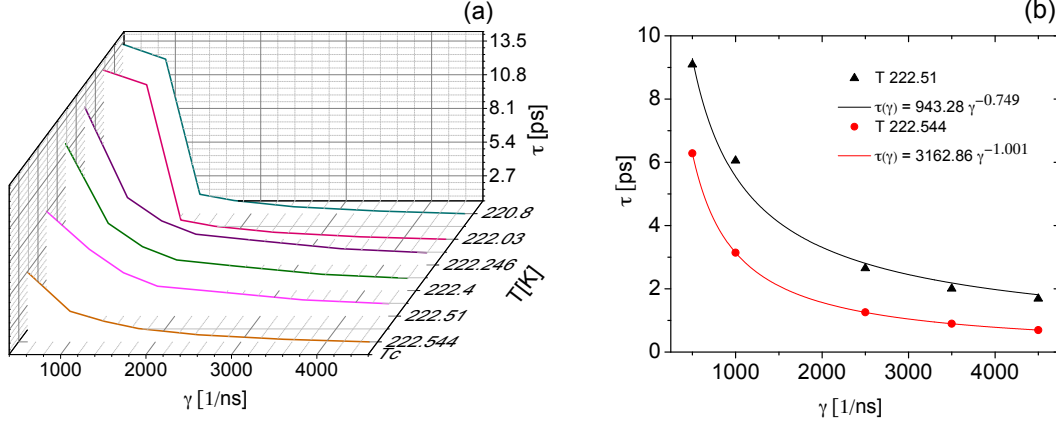 (a)
13.5
10.8
8.1
5.4
2.7
τ [ps]
220.8
222.03
222.246
222.4
222.51
222.544
Tc
T[K]
1000 2000 3000 4000
γ [1/ns]
(b)
10
8
6
4
2
0
τ [ps]
T 222.51
τ(γ) = 943.28 γ^−0.749
T 222.544
τ(γ) = 3162.86 γ^−1.001
1000 2000 3000 4000
γ [1/ns]